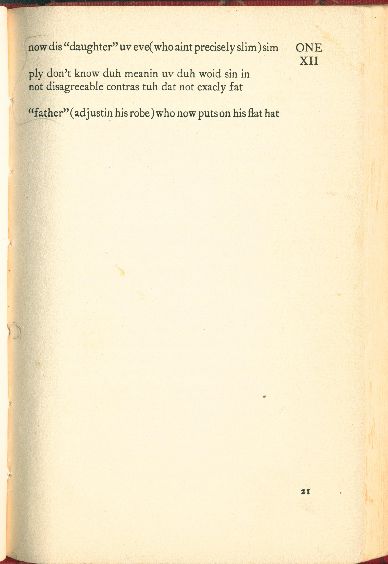 now dis “daughter” uv eve(who aint precisely slim)sim
ONE
XII
ply don’t know duh meanin uv duh woid sin in
not disagreeable contras tuh dat not exacly fat
“father”(adjustin his robe)who now puts on his flat hat
21